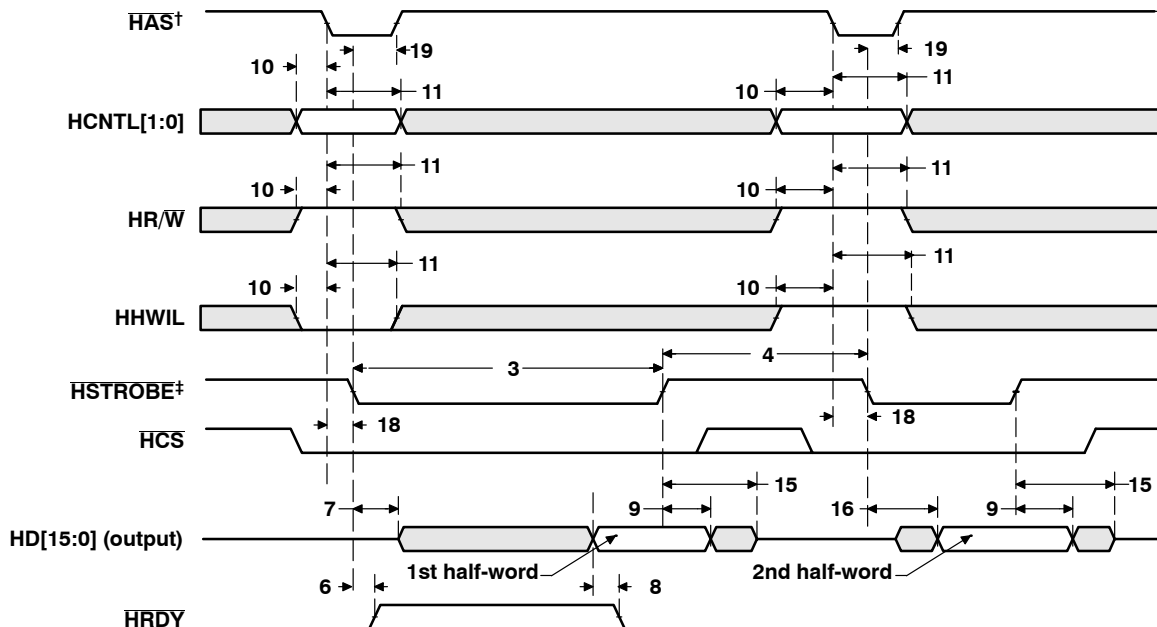 HAS†
19
19
10
11
10
11
HCNTL[1:0]
11
11
10
10
HR/W
11
11
10
10
HHWIL
3
4
HSTROBE‡
18
18
HCS
15
15
7
9
16
9
HD[15:0] (output)
1st half-word
2nd half-word
6
8
HRDY